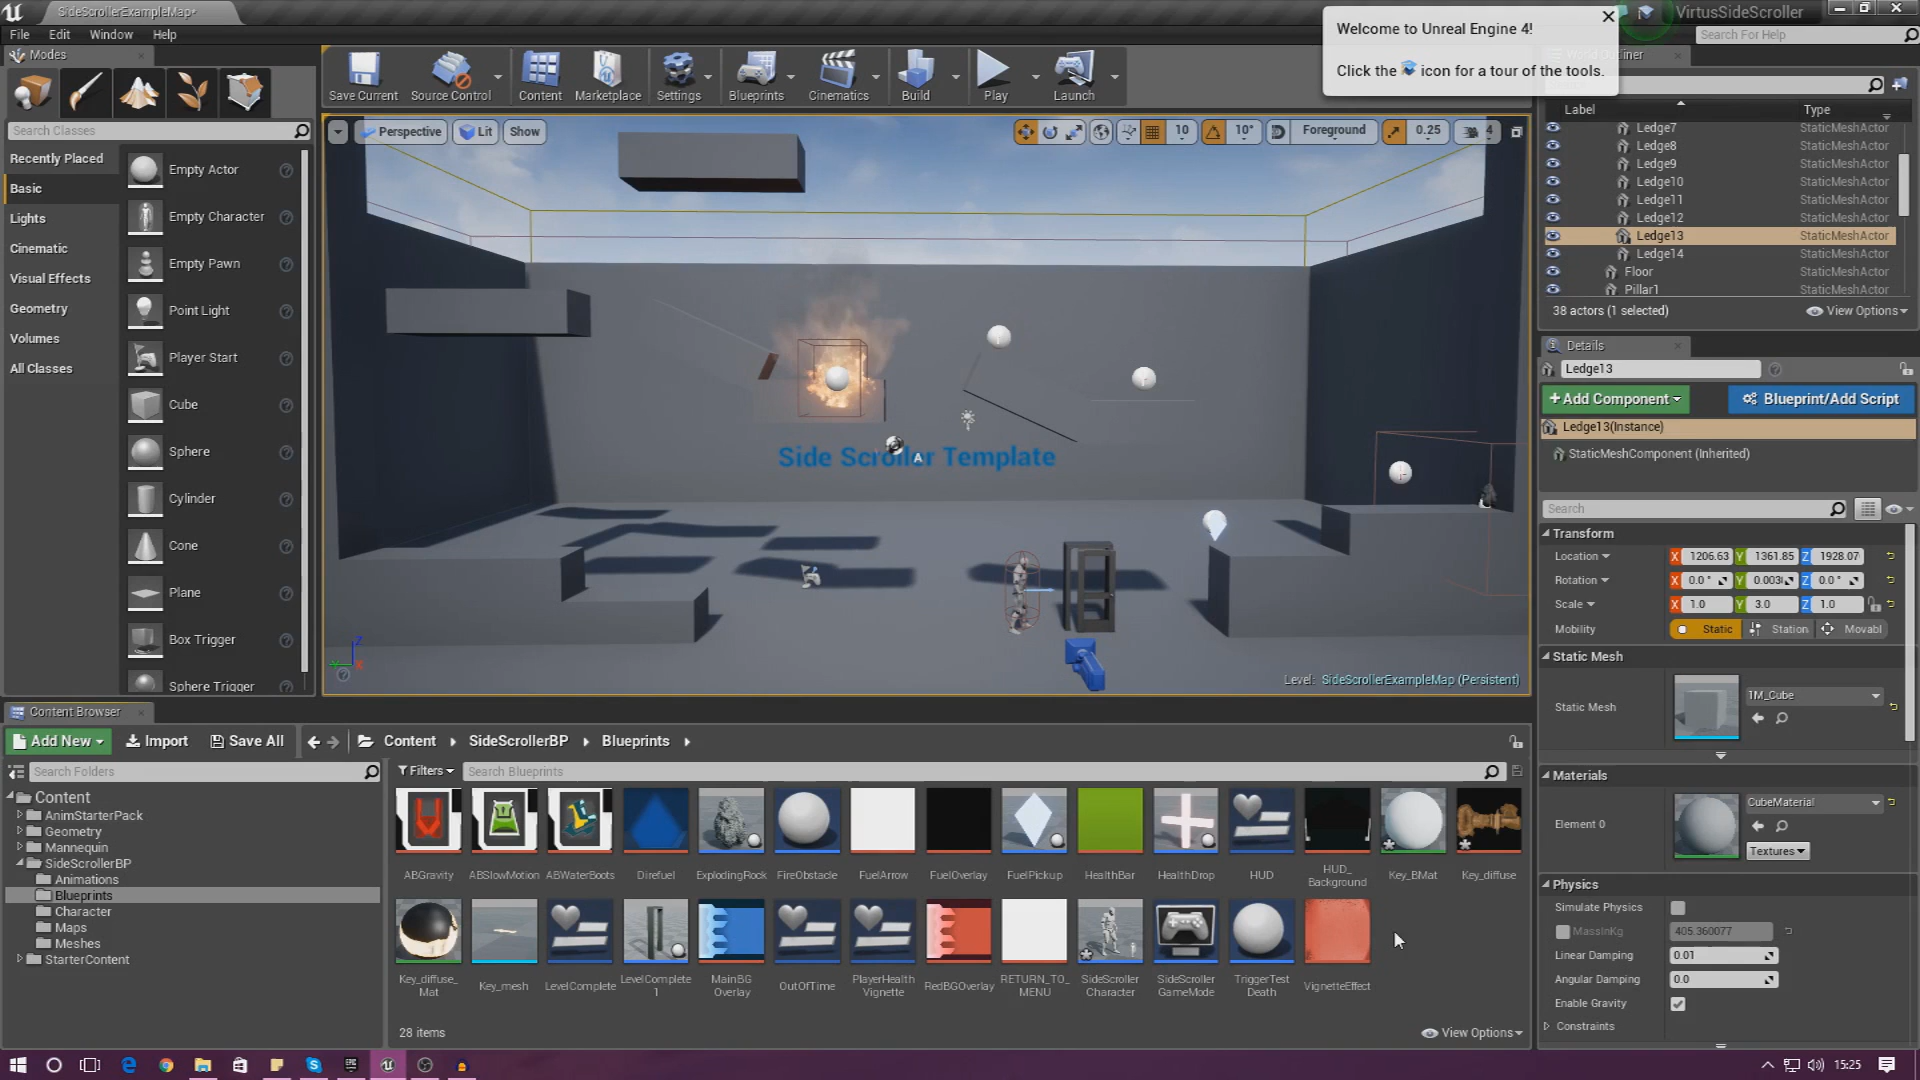 SideScrollerExampleMap*
VirtusSideScroller
File Edit Window Help
Search For Help
Welcome to Unreal Engine 4!
Click the icon for a tour of the tools.
Modes
World Outliner
Save Current
Source Control
Content
Marketplace
Settings
Blueprints
Cinematics
Build
Play
Launch
Search Classes
Recently Placed
Basic
Lights
Cinematic
Visual Effects
Geometry
Volumes
All Classes
Empty Actor
Empty Character
Empty Pawn
Point Light
Player Start
Cube
Sphere
Cylinder
Cone
Plane
Box Trigger
Sphere Trigger
Perspective
Lit
Show
10
10°
Foreground
0.25
4
Side Scroller Template
A
Level: SideScrollerExampleMap (Persistent)
Label Type
Ledge7 StaticMeshActor
Ledge8 StaticMeshActor
Ledge9 StaticMeshActor
Ledge10 StaticMeshActor
Ledge11 StaticMeshActor
Ledge12 StaticMeshActor
Ledge13 StaticMeshActor
Ledge14 StaticMeshActor
Floor StaticMeshActor
Pillar1 StaticMeshActor
38 actors (1 selected)
View Options
Details
Ledge13
+Add Component
Blueprint/Add Script
Ledge13(Instance)
StaticMeshComponent (Inherited)
Search
Transform
Location X 1206.63 Y 1361.85 Z 1928.07
Rotation X 0.0 ° Y 0.003 Z 0.0 °
Scale X 1.0 Y 3.0 Z 1.0
Mobility Static Station Movabl
Static Mesh
Static Mesh
1M_Cube
Materials
Element 0
CubeMaterial
Textures
Physics
Simulate Physics
MassInKg 405.360077
Linear Damping 0.01
Angular Damping 0.0
Enable Gravity
Constraints
Content Browser
Add New
Import
Save All
Content SideScrollerBP Blueprints
Search Folders
Filters
Search Blueprints
Content
AnimStarterPack
Geometry
Mannequin
SideScrollerBP
Animations
Blueprints
Character
Maps
Meshes
StarterContent
ABGravity
ABSlowMotion
ABWaterBoots
Direfuel
ExplodingRock
FireObstacle
FuelArrow
FuelOverlay
FuelPickup
HealthBar
HealthDrop
HUD
HUD_
Background
Key_BMat
Key_diffuse
Key_diffuse_
Mat
Key_mesh
LevelComplete
LevelComplete
1
MainBG
Overlay
OutOfTime
PlayerHealth
Vignette
RedBGOverlay
RETURN_TO_
MENU
SideScroller
Character
SideScroller
GameMode
TriggerTest
Death
VignetteEffect
28 items
View Options
15:25